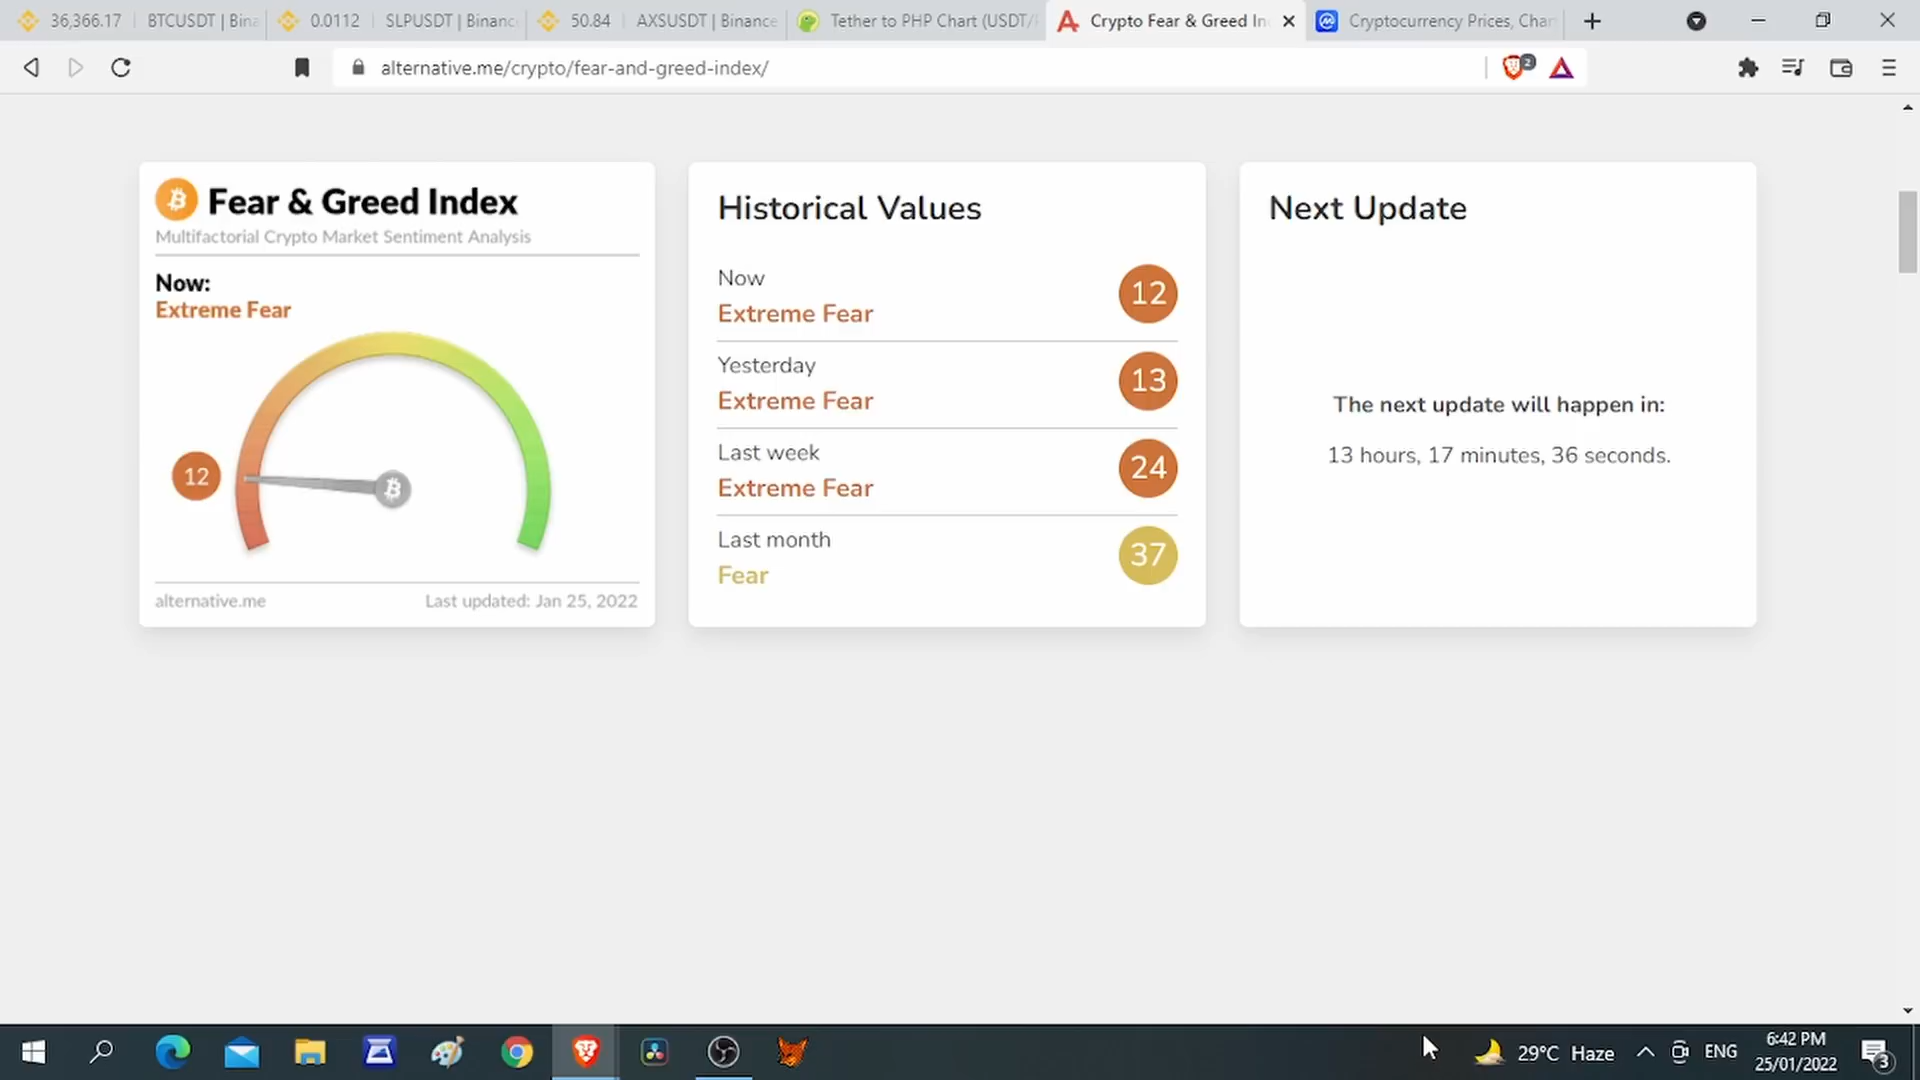 36,366.17 BTCUSDT | Bina
0.0112 SLPUSDT | Binanc
50.84 AXSUSDT | Binance
Tether to PHP Chart (USDT/
Crypto Fear & Greed In
Cryptocurrency Prices, Char
alternative.me/crypto/fear-and-greed-index/
2
Fear & Greed Index
Multifactorial Crypto Market Sentiment Analysis
Now:
Extreme Fear
12
alternative.me
Last updated: Jan 25, 2022
Historical Values
Now
Extreme Fear
12
Yesterday
Extreme Fear
13
Last week
Extreme Fear
24
Last month
Fear
37
Next Update
The next update will happen in:
13 hours, 17 minutes, 36 seconds.
29°C Haze
ENG
6:42 PM
25/01/2022
3